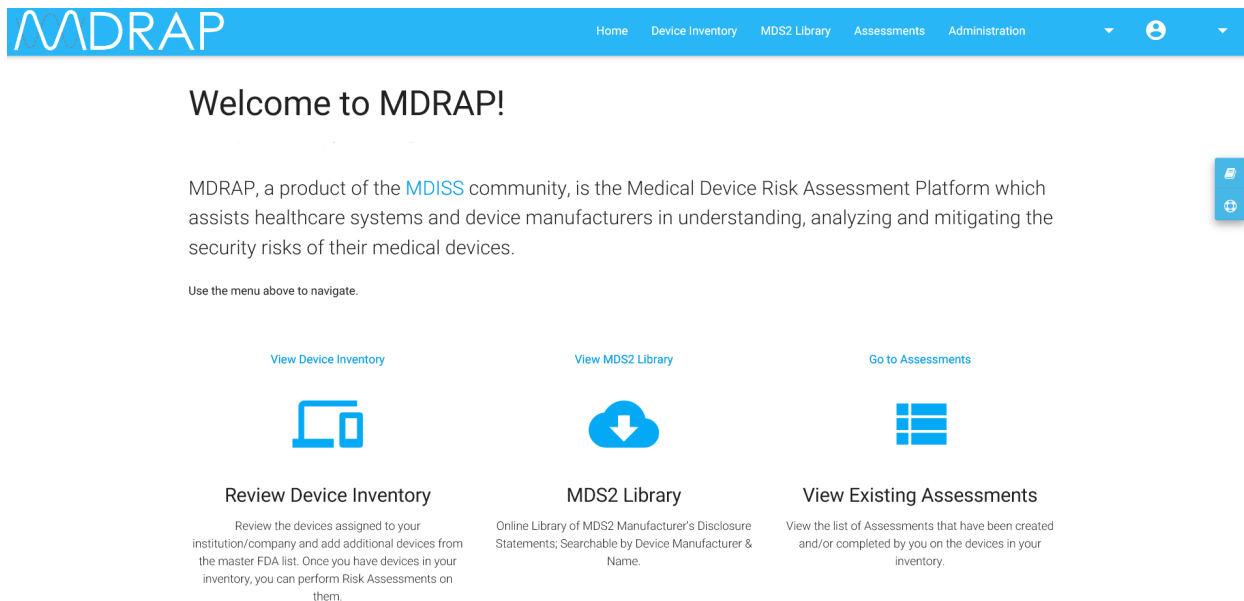 MDRAP
Home Device Inventory MDS2 Library Assessments Administration
Welcome to MDRAP!
MDRAP, a product of the MDISS community, is the Medical Device Risk Assessment Platform which
assists healthcare systems and device manufacturers in understanding, analyzing and mitigating the
security risks of their medical devices.
Use the menu above to navigate.
View Device Inventory
Review Device Inventory
Review the devices assigned to your
institution/company and add additional devices from
the master FDA list. Once you have devices in your
inventory, you can perform Risk Assessments on
them.
View MDS2 Library
MDS2 Library
Online Library of MDS2 Manufacturer's Disclosure
Statements; Searchable by Device Manufacturer &
Name.
Go to Assessments
View Existing Assessments
View the list of Assessments that have been created
and/or completed by you on the devices in your
inventory.